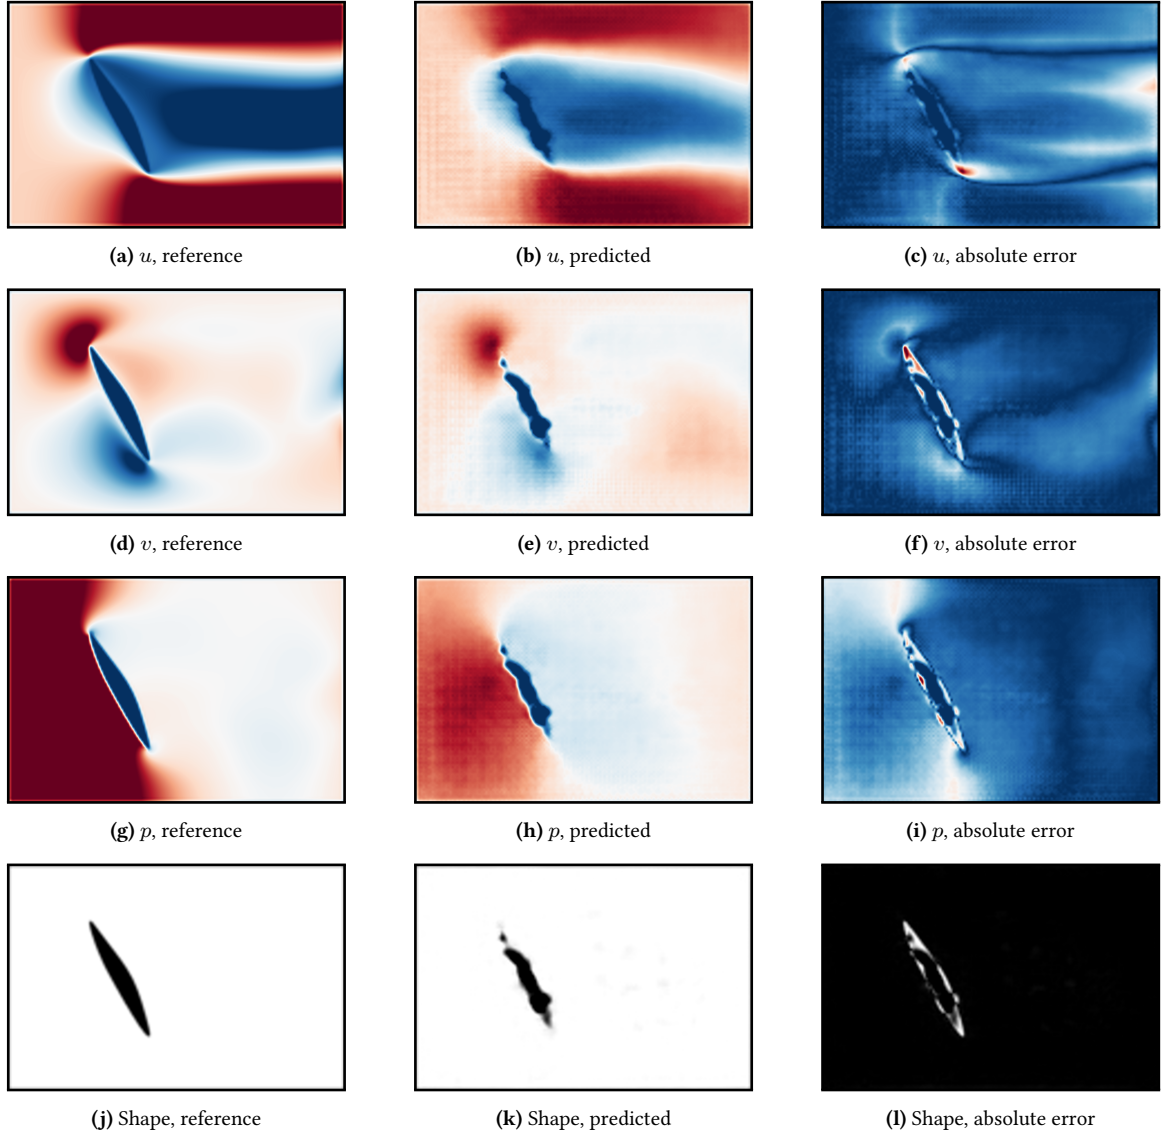 (a) u, reference
(b) u, predicted
(c) u, absolute error
(d) v, reference
(e) v, predicted
(f) v, absolute error
(g) p, reference
(h) p, predicted
(i) p, absolute error
(j) Shape, reference
(k) Shape, predicted
(l) Shape, absolute error